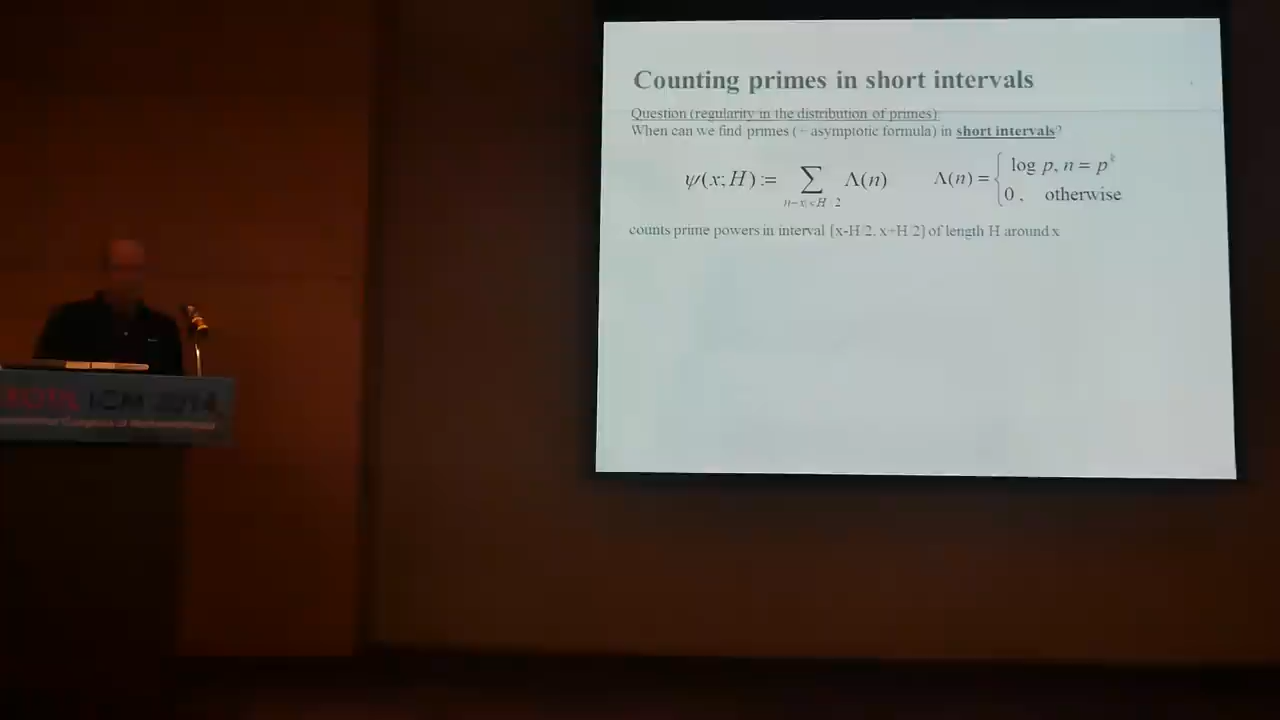 Counting primes in short intervals
Question (regularity in the distribution of primes)
When can we find primes (+ asymptotic formula) in short intervals?
ψ(x; H) := ∑ Λ(n)
|n-x|<H/2
Λ(n) = { log p, n = p^k
0, otherwise
counts prime powers in interval [x-H/2, x+H/2] of length H around x
ICM 2014